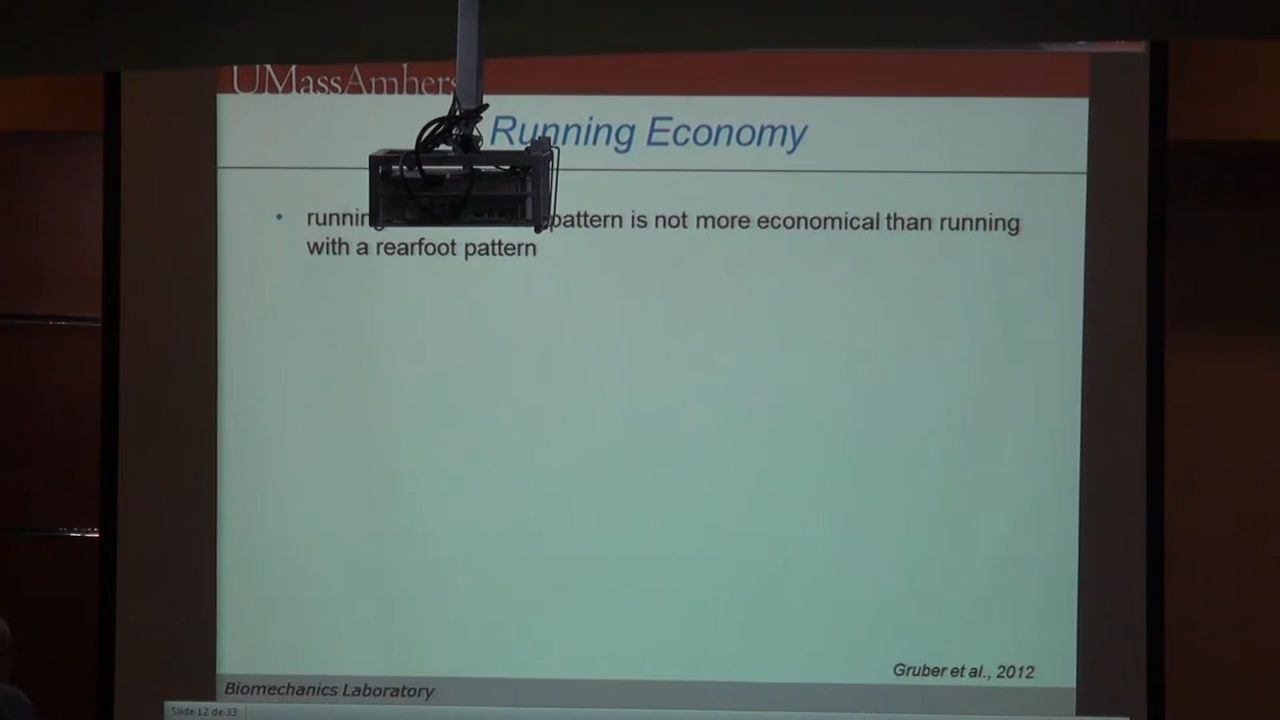 UMassAmhers
Running Economy
• running pattern is not more economical than running
with a rearfoot pattern
Gruber et al., 2012
Biomechanics Laboratory
Slide 12 de 33